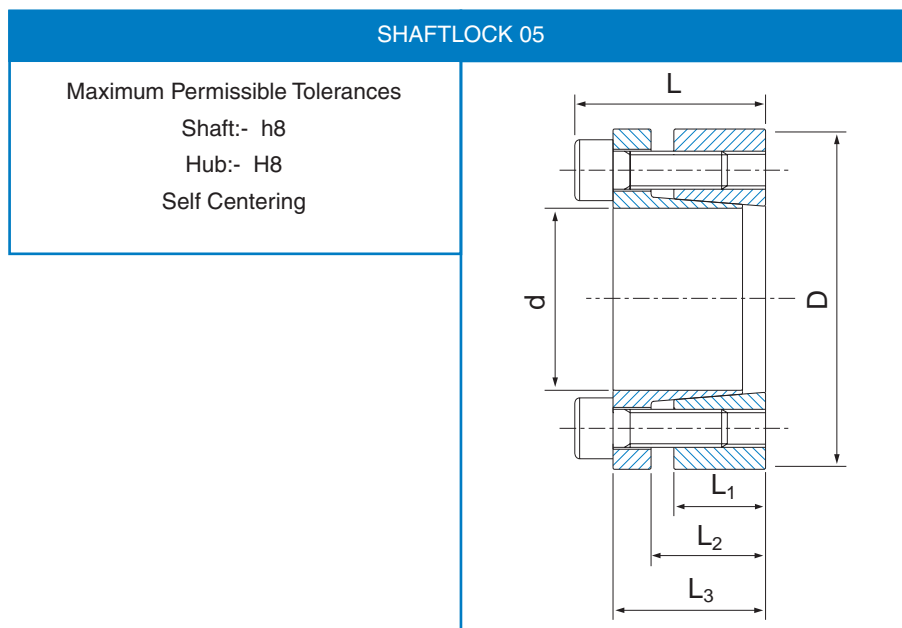 SHAFTLOCK 05
Maximum Permissible Tolerances
Shaft:- h8
Hub:- H8
Self Centering
L
d
D
L₁
L₂
L₃